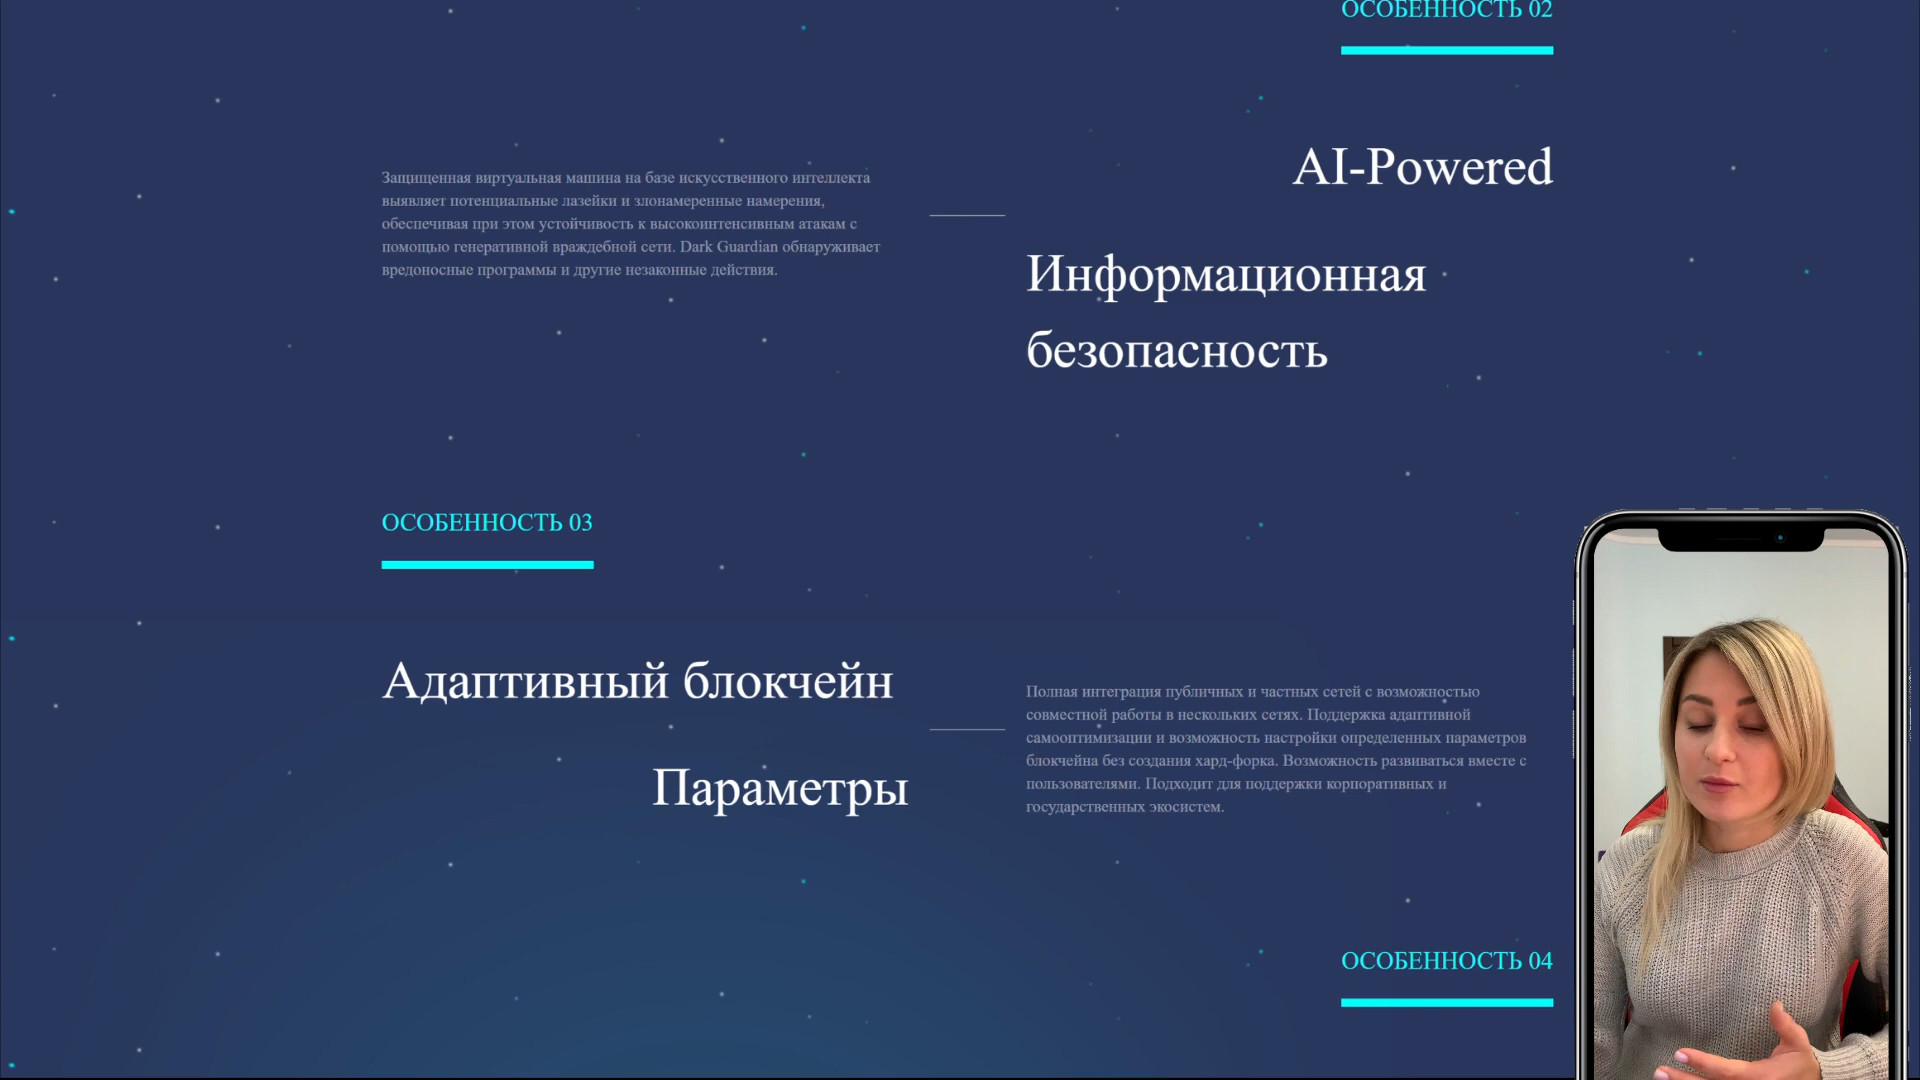 ОСОБЕННОСТЬ 02
AI-Powered
Информационная
безопасность
Защищенная виртуальная машина на базе искусственного интеллекта
выявляет потенциальные лазейки и злонамеренные намерения,
обеспечивая при этом устойчивость к высокоинтенсивным атакам с
помощью генеративной враждебной сети. Dark Guardian обнаруживает
вредоносные программы и другие незаконные действия.
ОСОБЕННОСТЬ 03
Адаптивный блокчейн
Параметры
Полная интеграция публичных и частных сетей с возможностью
совместной работы в нескольких сетях. Поддержка адаптивной
самооптимизации и возможность настройки определенных параметров
блокчейна без создания хард-форка. Возможность развиваться вместе с
пользователями. Подходит для поддержки корпоративных и
государственных экосистем.
ОСОБЕННОСТЬ 04